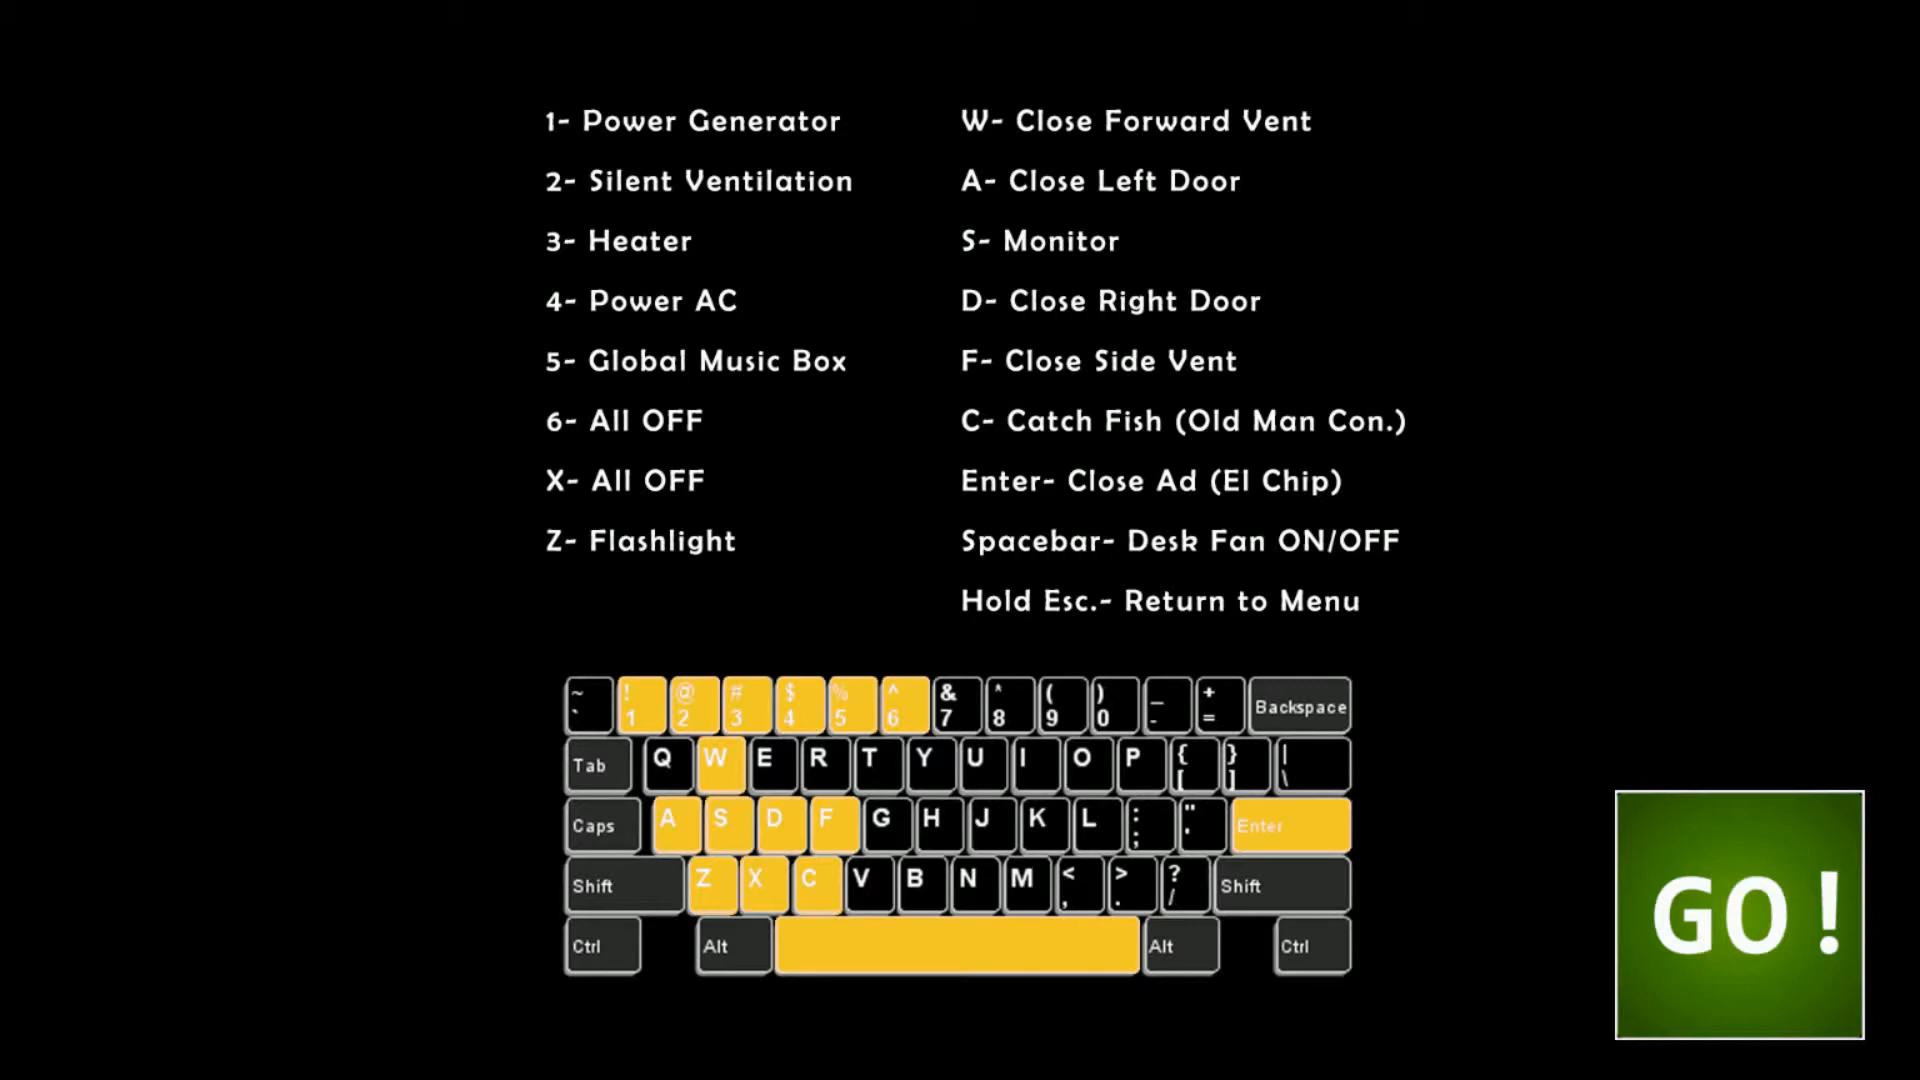 1- Power Generator
2- Silent Ventilation
3- Heater
4- Power AC
5- Global Music Box
6- All OFF
X- All OFF
Z- Flashlight
W- Close Forward Vent
A- Close Left Door
S- Monitor
D- Close Right Door
F- Close Side Vent
C- Catch Fish (Old Man Con.)
Enter- Close Ad (El Chip)
Spacebar- Desk Fan ON/OFF
Hold Esc.- Return to Menu
~ ! @ # $ % ^ & * ( ) _ +
` 1 2 3 4 5 6 7 8 9 0 - = Backspace
Tab Q W E R T Y U I O P { } |
[ ] \
Caps A S D F G H J K L : " Enter
; '
Shift Z X C V B N M < > ? Shift
, . /
Ctrl Alt Alt Ctrl
GO!